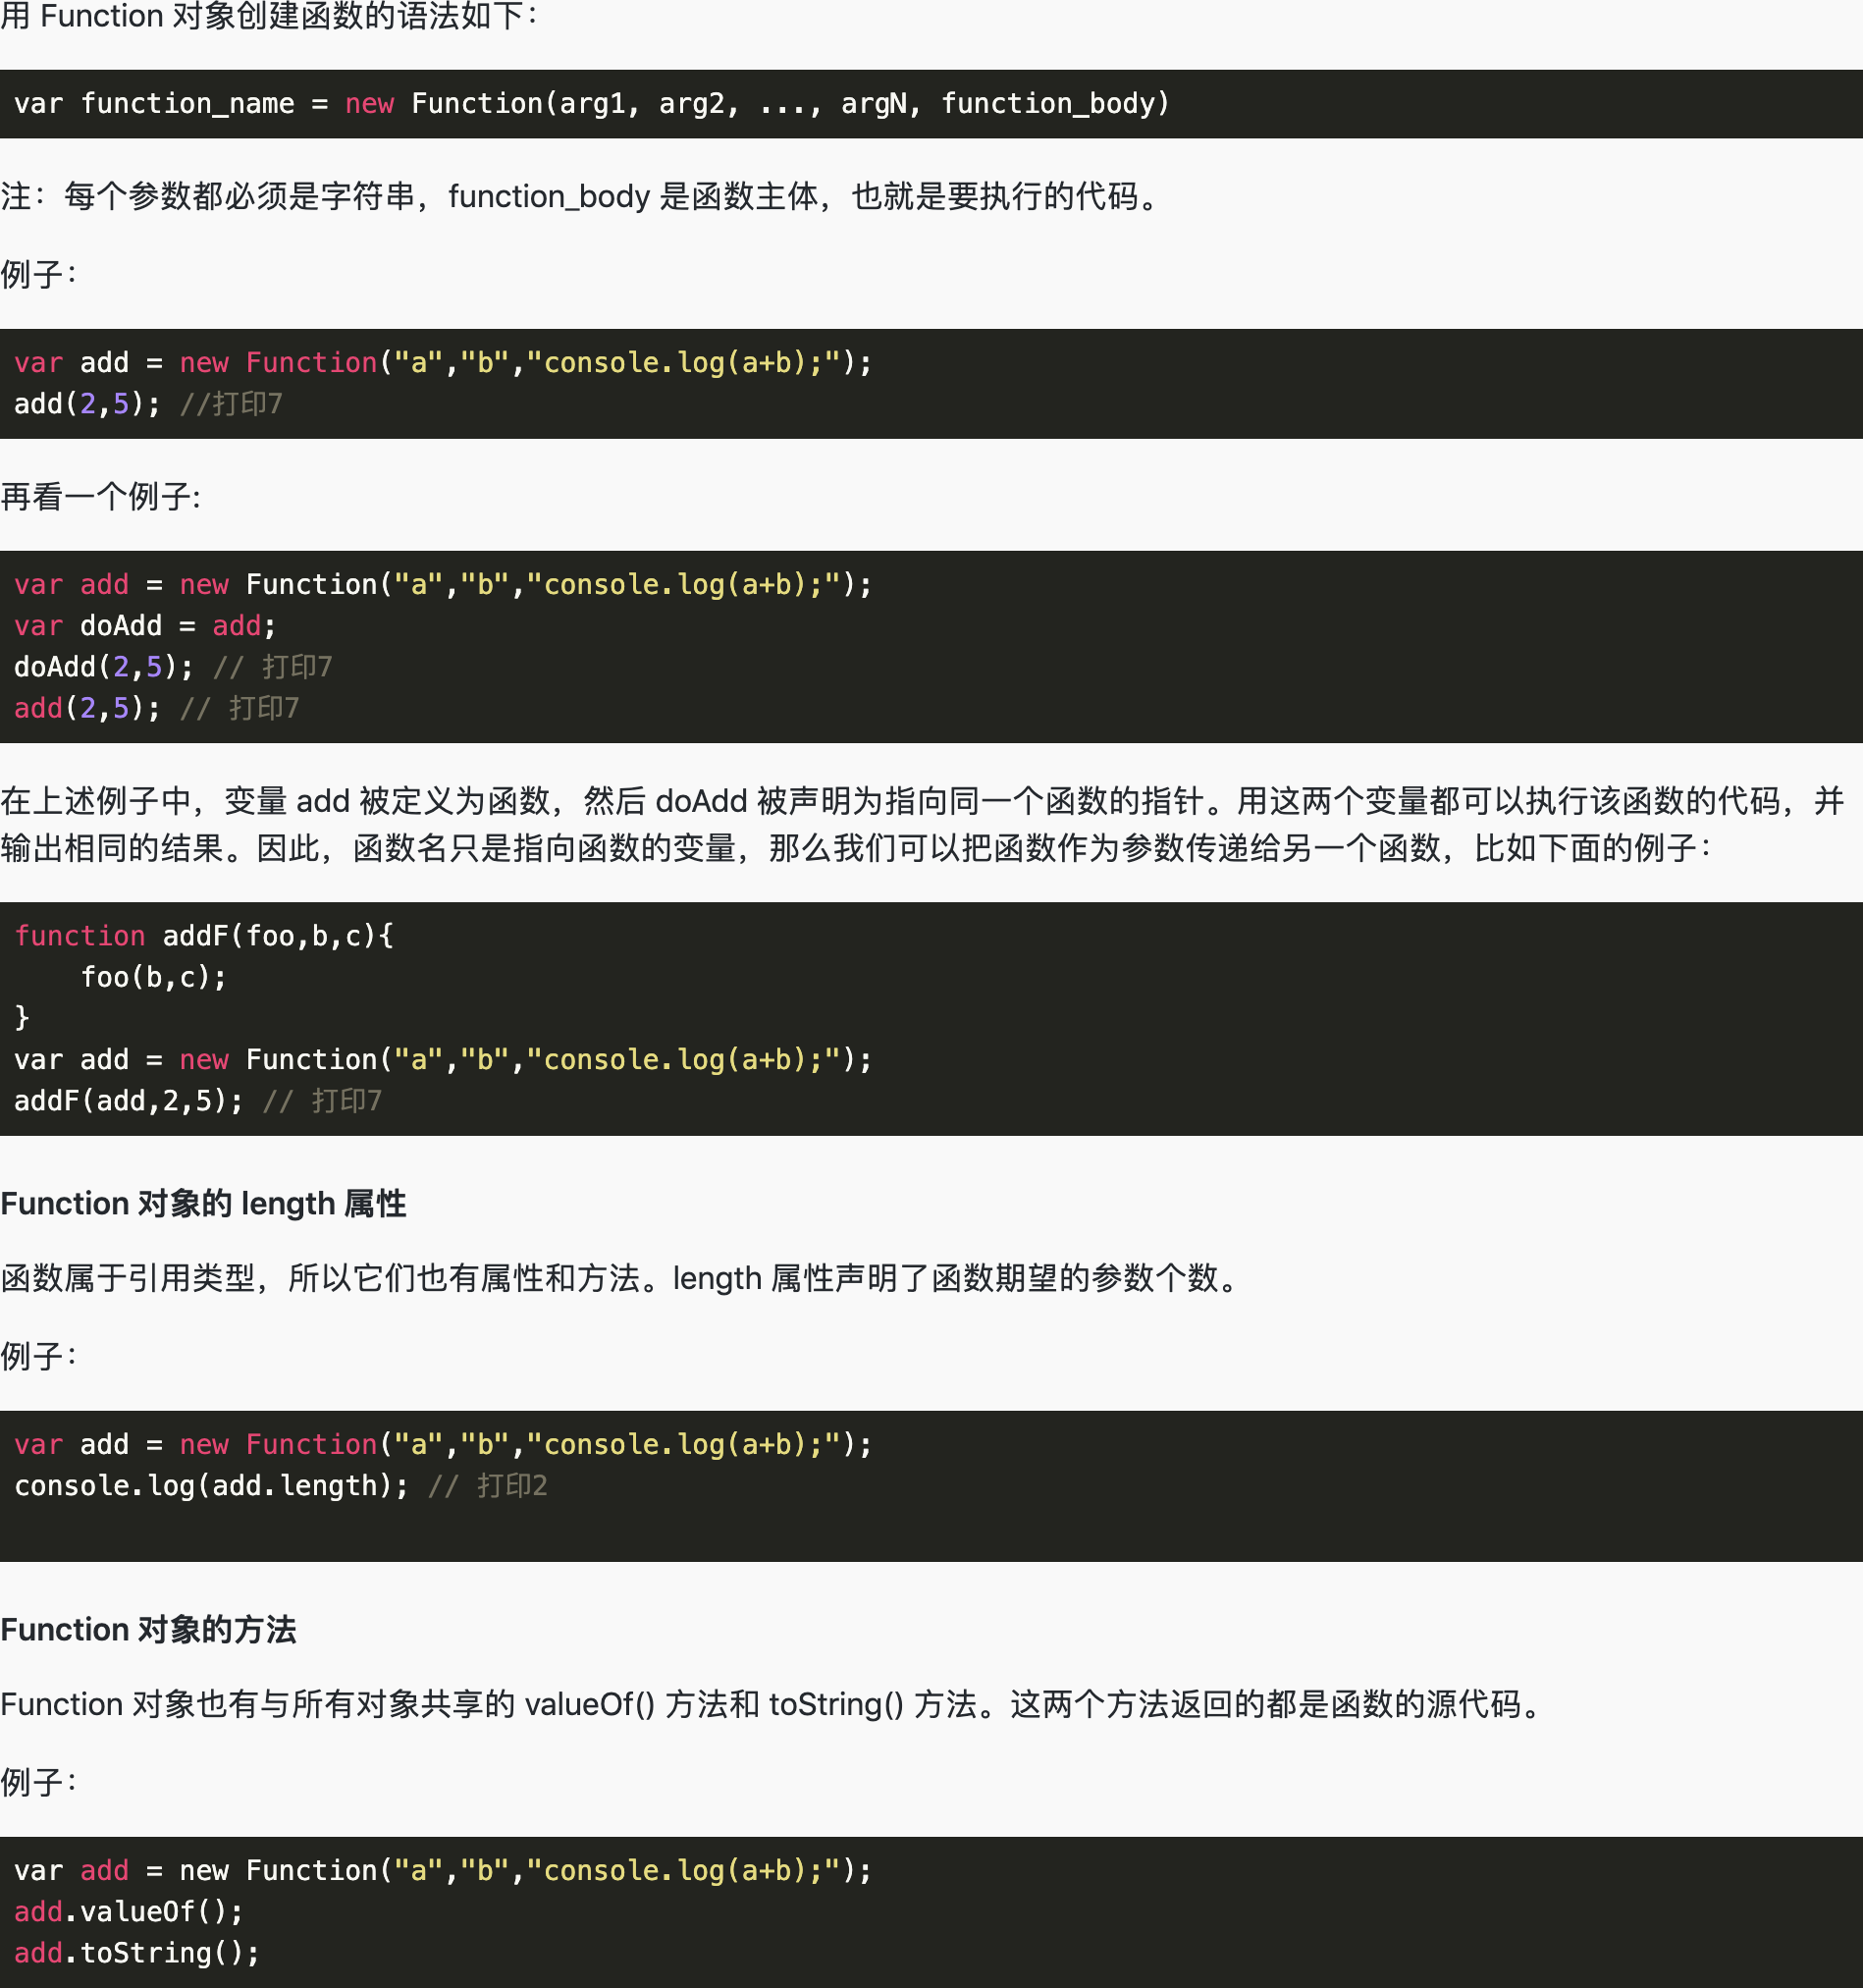 用 Function 对象创建函数的语法如下：
var function_name = new Function(arg1, arg2, ..., argN, function_body)
注：每个参数都必须是字符串，function_body 是函数主体，也就是要执行的代码。
例子：
var add = new Function("a","b","console.log(a+b);");
add(2,5); //打印7
再看一个例子:
var add = new Function("a","b","console.log(a+b);");
var doAdd = add;
doAdd(2,5); // 打印7
add(2,5); // 打印7
在上述例子中，变量 add 被定义为函数，然后 doAdd 被声明为指向同一个函数的指针。用这两个变量都可以执行该函数的代码，并
输出相同的结果。因此，函数名只是指向函数的变量，那么我们可以把函数作为参数传递给另一个函数，比如下面的例子：
function addF(foo,b,c){
    foo(b,c);
}
var add = new Function("a","b","console.log(a+b);");
addF(add,2,5); // 打印7
Function 对象的 length 属性
函数属于引用类型，所以它们也有属性和方法。length 属性声明了函数期望的参数个数。
例子：
var add = new Function("a","b","console.log(a+b);");
console.log(add.length); // 打印2
Function 对象的方法
Function 对象也有与所有对象共享的 valueOf() 方法和 toString() 方法。这两个方法返回的都是函数的源代码。
例子：
var add = new Function("a","b","console.log(a+b);");
add.valueOf();
add.toString();